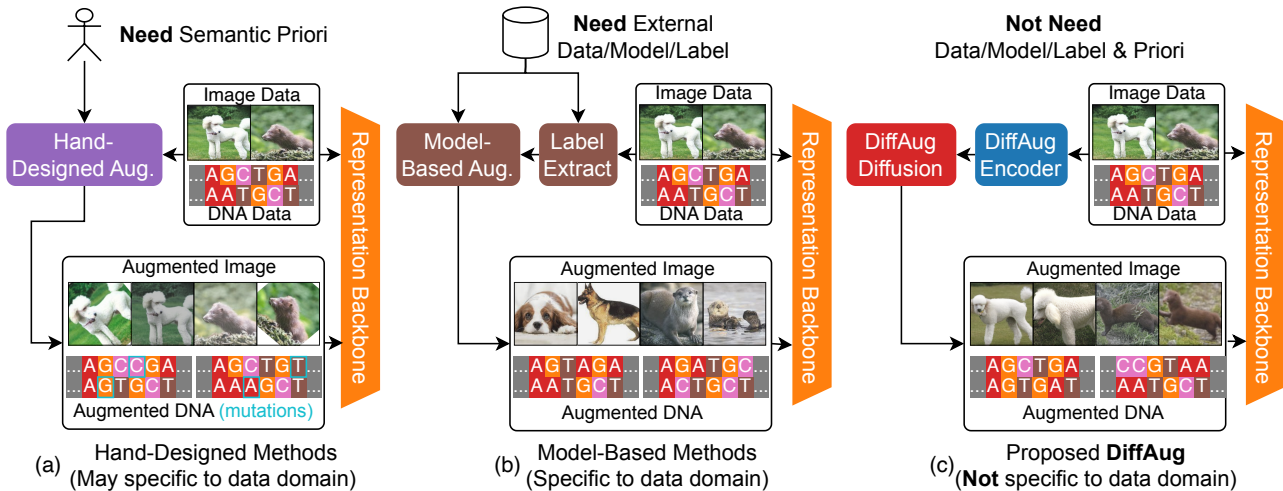 Need Semantic Priori
Hand-
Designed Aug.
Image Data
...AGCTGA...
...AATGCT...
DNA Data
Representation Backbone
Augmented Image
...AGCCGA...
...AGTGCT...
...AGCTGT...
...AAAGCT...
Augmented DNA (mutations)
(a)
Hand-Designed Methods
(May specific to data domain)
Need External
Data/Model/Label
Model-
Based Aug.
Label
Extract
Image Data
...AGCTGA...
...AATGCT...
DNA Data
Representation Backbone
Augmented Image
...AGTAGA...
...AATGCT...
...AGATGC...
...ACTGCT...
Augmented DNA
(b)
Model-Based Methods
(Specific to data domain)
Not Need
Data/Model/Label & Priori
DiffAug
Diffusion
DiffAug
Encoder
Image Data
...AGCTGA...
...AATGCT...
DNA Data
Representation Backbone
Augmented Image
...AGCTGA...
...AGTGAT...
...CCGTAA...
...AATGCT...
Augmented DNA
(c)
Proposed DiffAug
(Not specific to data domain)